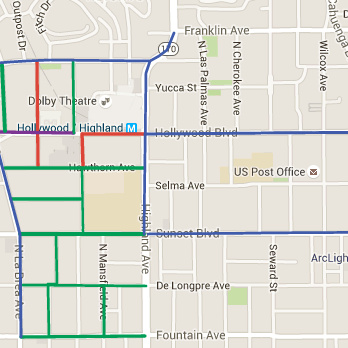 Outpost Dr
Fitch Dr
Cahuenga
Franklin Ave
170
N Las Palmas Ave
N Cherokee Ave
Wilcox Ave
Yucca St
Dolby Theatre
Hollywood / Highland M
Hollywood Blvd
Hawthorn Ave
US Post Office
Selma Ave
Highland Ave
Sunset Blvd
N La Brea Ave
N Mansfield Ave
Seward St
ArcLigh
De Longpre Ave
Fountain Ave